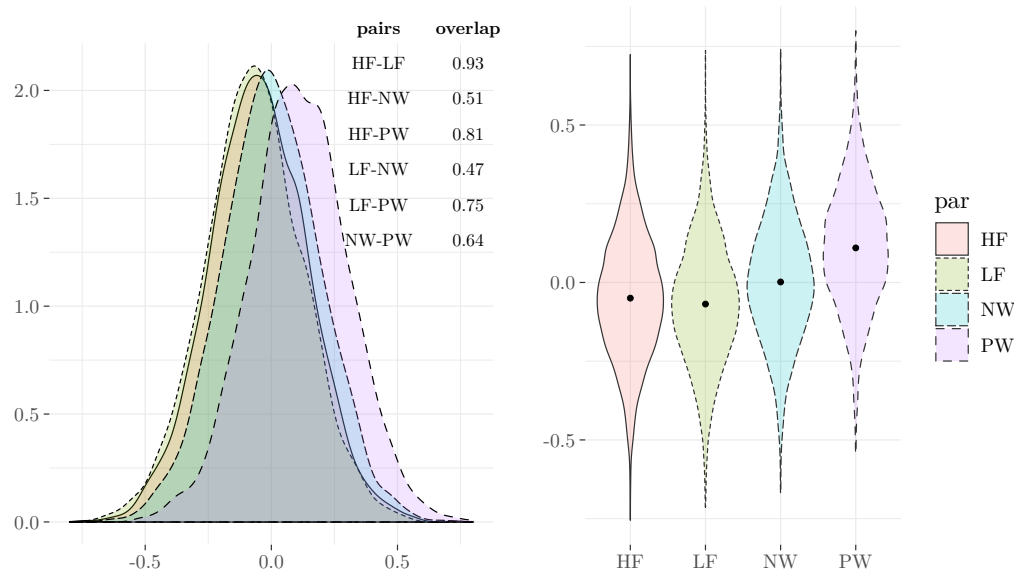 pairs overlap
HF-LF 0.93
HF-NW 0.51
HF-PW 0.81
LF-NW 0.47
LF-PW 0.75
NW-PW 0.64
2.0
1.5
1.0
0.5
0.0
-0.5 0.0 0.5
0.5
0.0
-0.5
HF LF NW PW
par
HF
LF
NW
PW